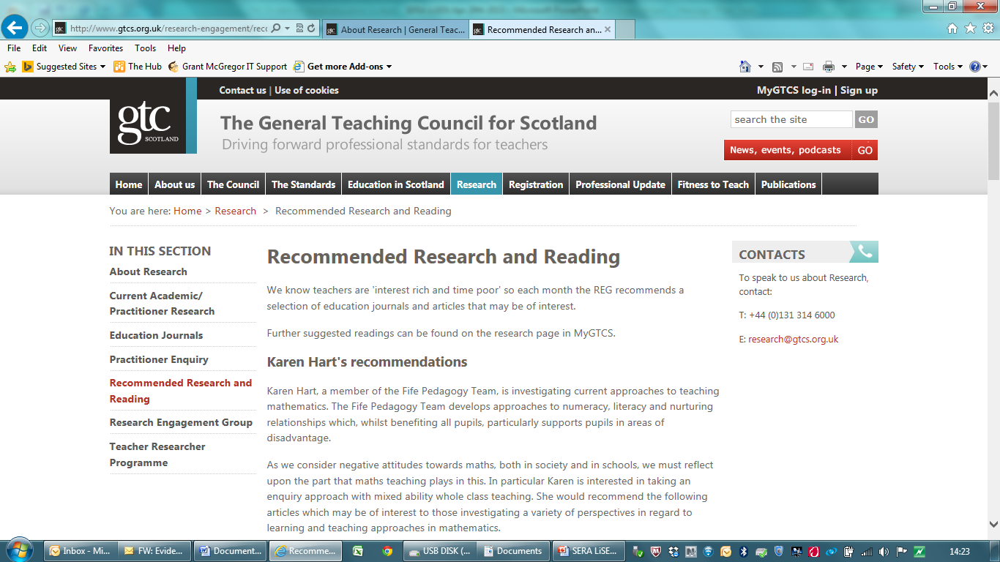 http://www.gtcs.org.uk/research-engagement/reco
About Research | General Teac...
Recommended Research an...
File Edit View Favorites Tools Help
Suggested Sites The Hub Grant McGregor IT Support Get more Add-ons
Page Safety Tools
Contact us | Use of cookies
MyGTCS log-in | Sign up
gtc
SCOTLAND
The General Teaching Council for Scotland
Driving forward professional standards for teachers
search the site GO
News, events, podcasts GO
Home About us The Council The Standards Education in Scotland Research Registration Professional Update Fitness to Teach Publications
You are here: Home > Research > Recommended Research and Reading
IN THIS SECTION
About Research
Current Academic/
Practitioner Research
Education Journals
Practitioner Enquiry
Recommended Research and
Reading
Research Engagement Group
Teacher Researcher
Programme
Recommended Research and Reading
We know teachers are 'interest rich and time poor' so each month the REG recommends a
selection of education journals and articles that may be of interest.
Further suggested readings can be found on the research page in MyGTCS.
Karen Hart's recommendations
Karen Hart, a member of the Fife Pedagogy Team, is investigating current approaches to teaching
mathematics. The Fife Pedagogy Team develops approaches to numeracy, literacy and nurturing
relationships which, whilst benefiting all pupils, particularly supports pupils in areas of
disadvantage.
As we consider negative attitudes towards maths, both in society and in schools, we must reflect
upon the part that maths teaching plays in this. In particular Karen is interested in taking an
enquiry approach with mixed ability whole class teaching. She would recommend the following
articles which may be of interest to those investigating a variety of perspectives in regard to
learning and teaching approaches in mathematics.
CONTACTS
To speak to us about Research,
contact:
T: +44 (0)131 314 6000
E: research@gtcs.org.uk
Inbox - Mi... FW: Evide... Document... Recomme... USB DISK (... Documents SERA LiSE... 14:23